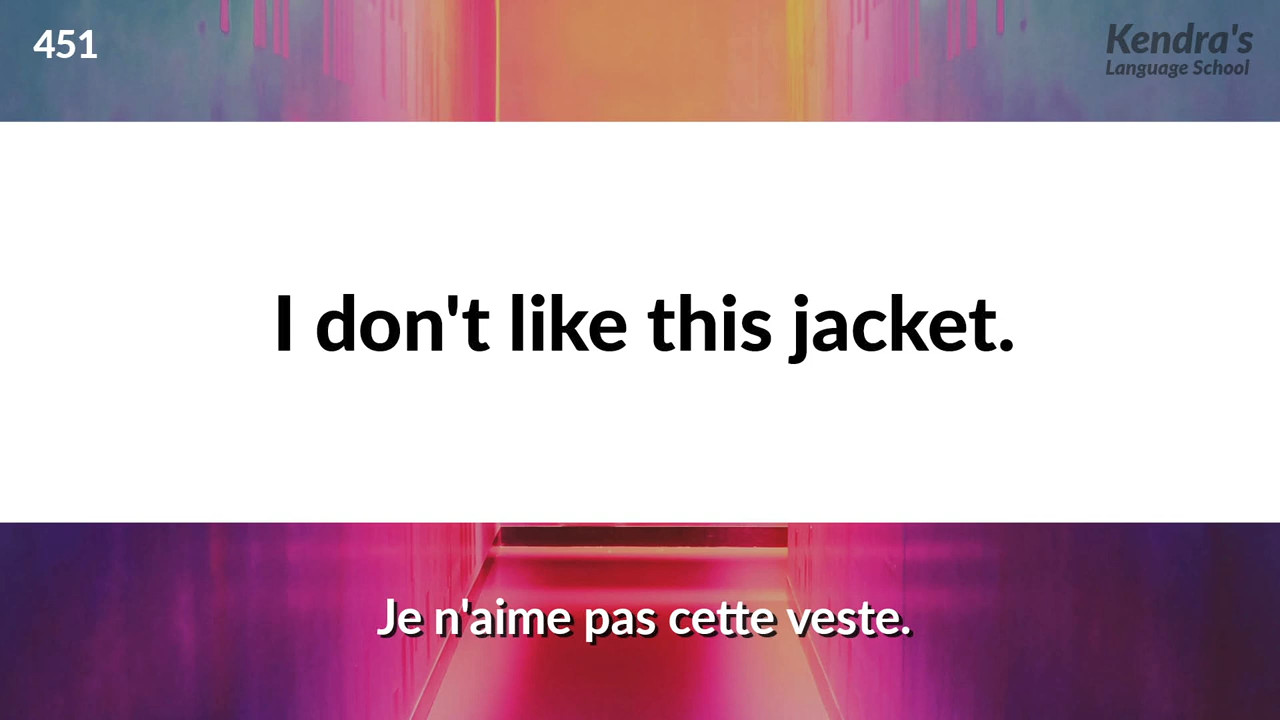 451
Kendra's
Language School
I don't like this jacket.
Je n'aime pas cette veste.